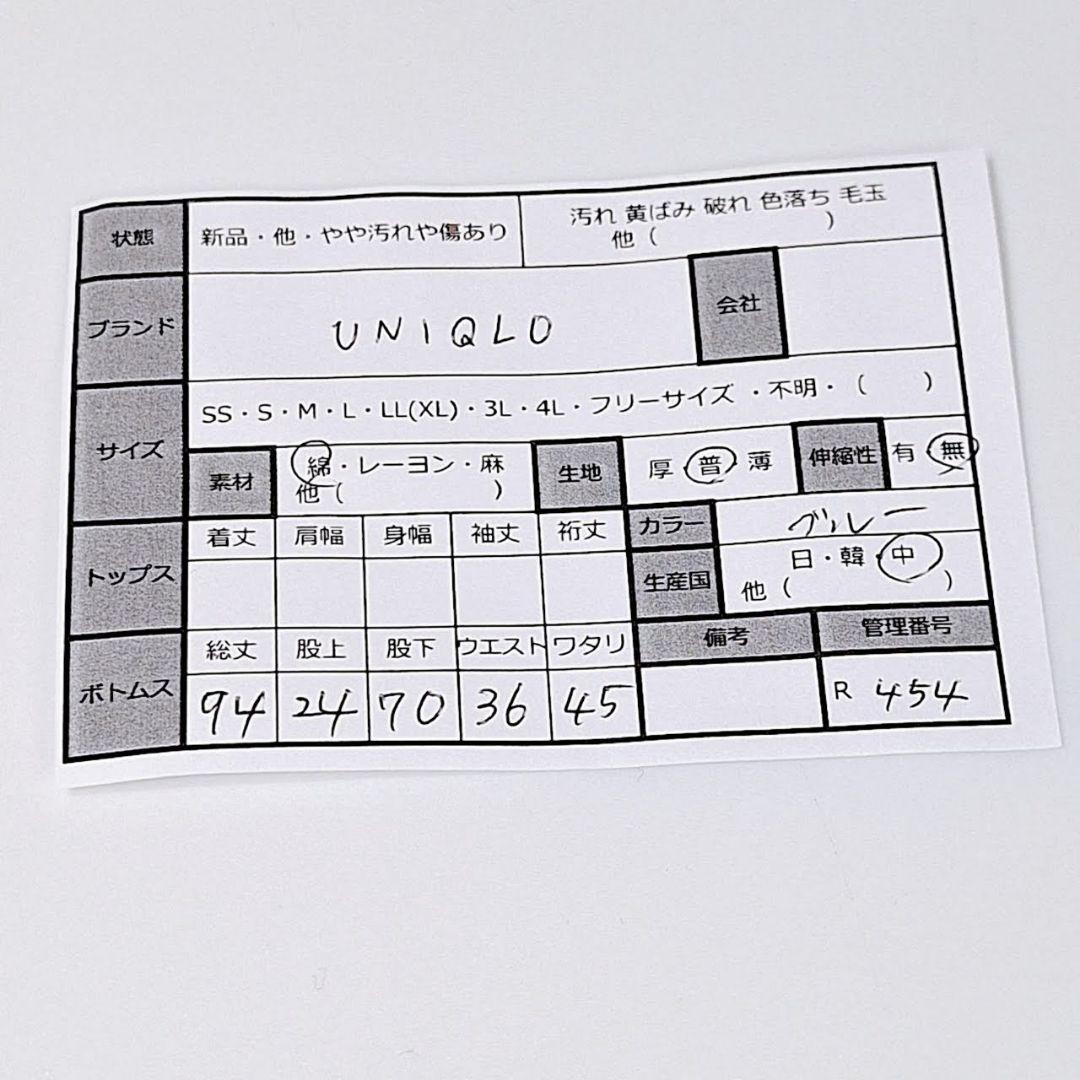 状態 新品・他・やや汚れや傷あり 汚れ 黄ばみ 破れ 色落ち 毛玉
他（ ）
ブランド UNIQLO 会社
サイズ SS・S・M・L・LL(XL)・3L・4L・フリーサイズ ・不明・（ ）
素材 綿・レーヨン・麻 生地 厚・普・薄 伸縮性 有・無
他（ ）
トップス 着丈 肩幅 身幅 袖丈 裄丈 カラー ブルー
生産国 日・韓・中
他（ ）
ボトムス 総丈 股上 股下 ウエスト ワタリ 備考 管理番号
94 24 70 36 45 R 454